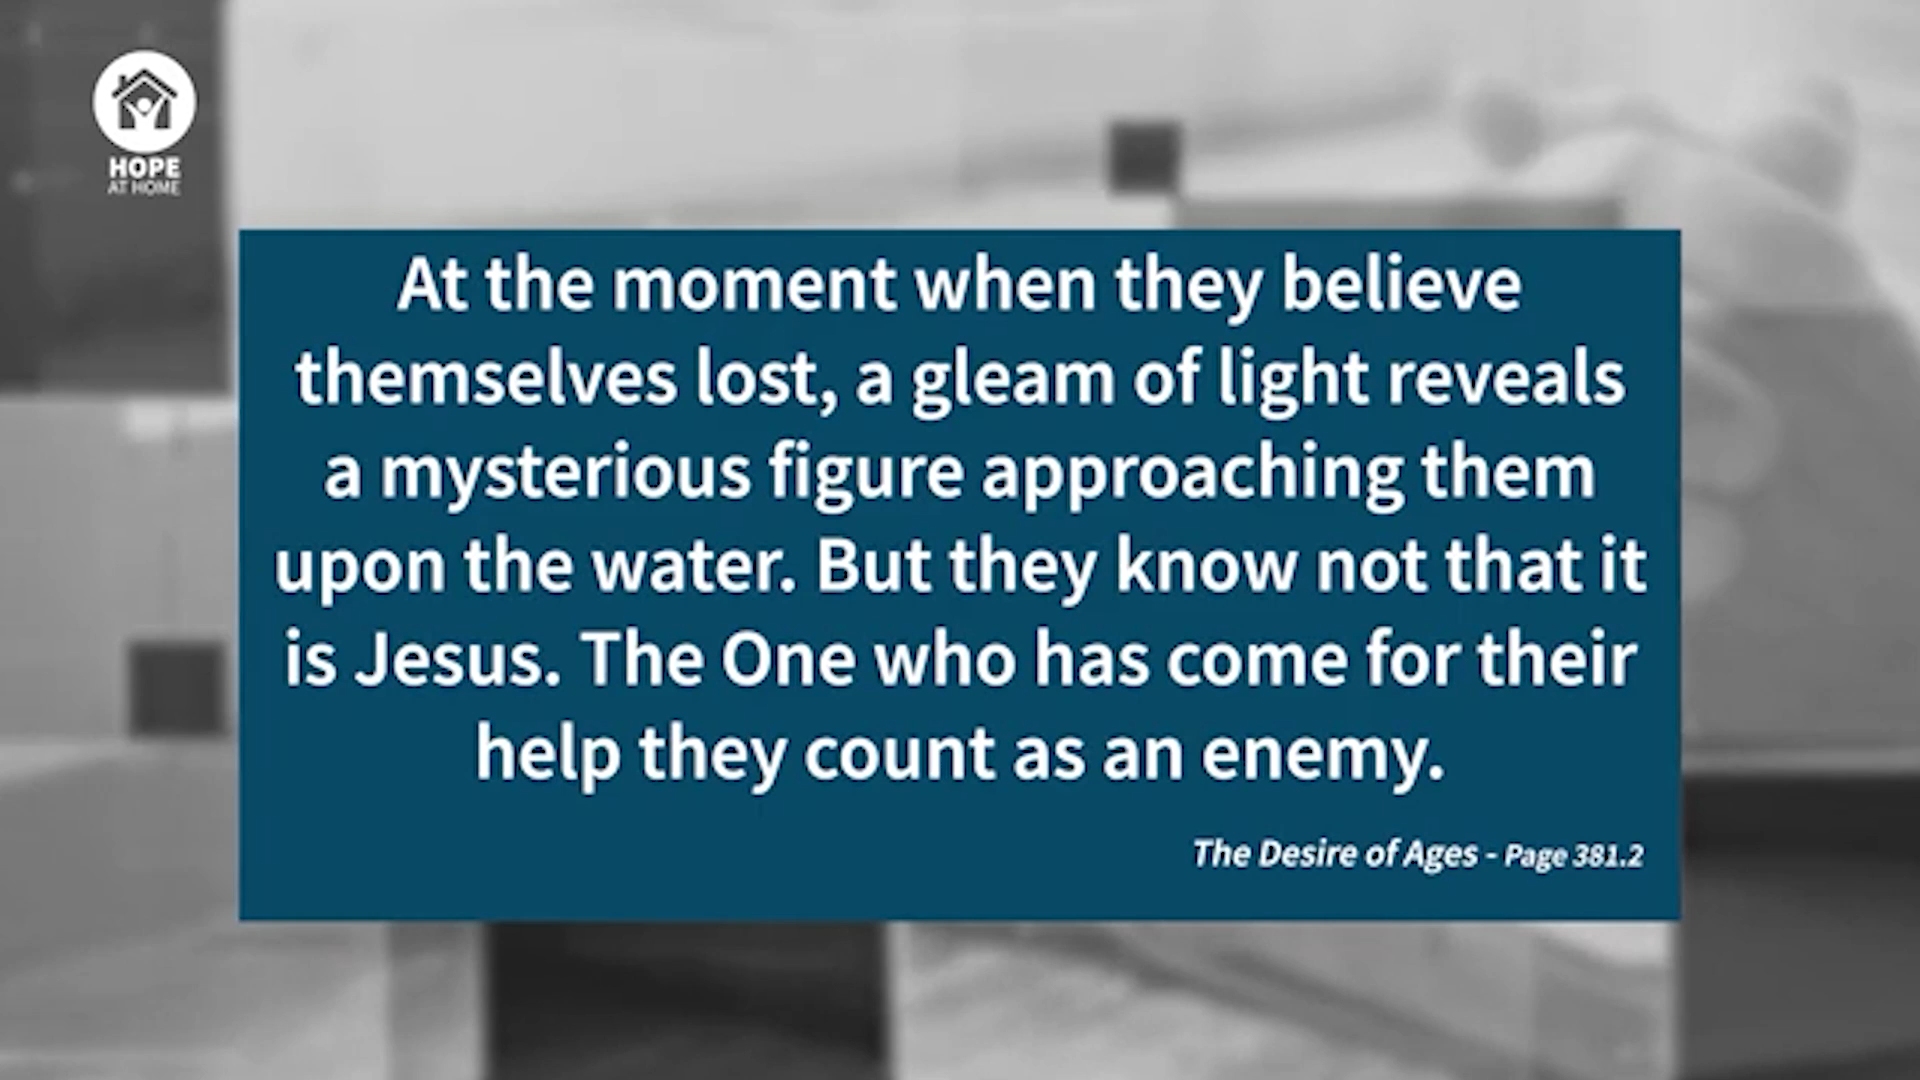 HOPE
AT HOME
At the moment when they believe
themselves lost, a gleam of light reveals
a mysterious figure approaching them
upon the water. But they know not that it
is Jesus. The One who has come for their
help they count as an enemy.
The Desire of Ages - Page 381.2